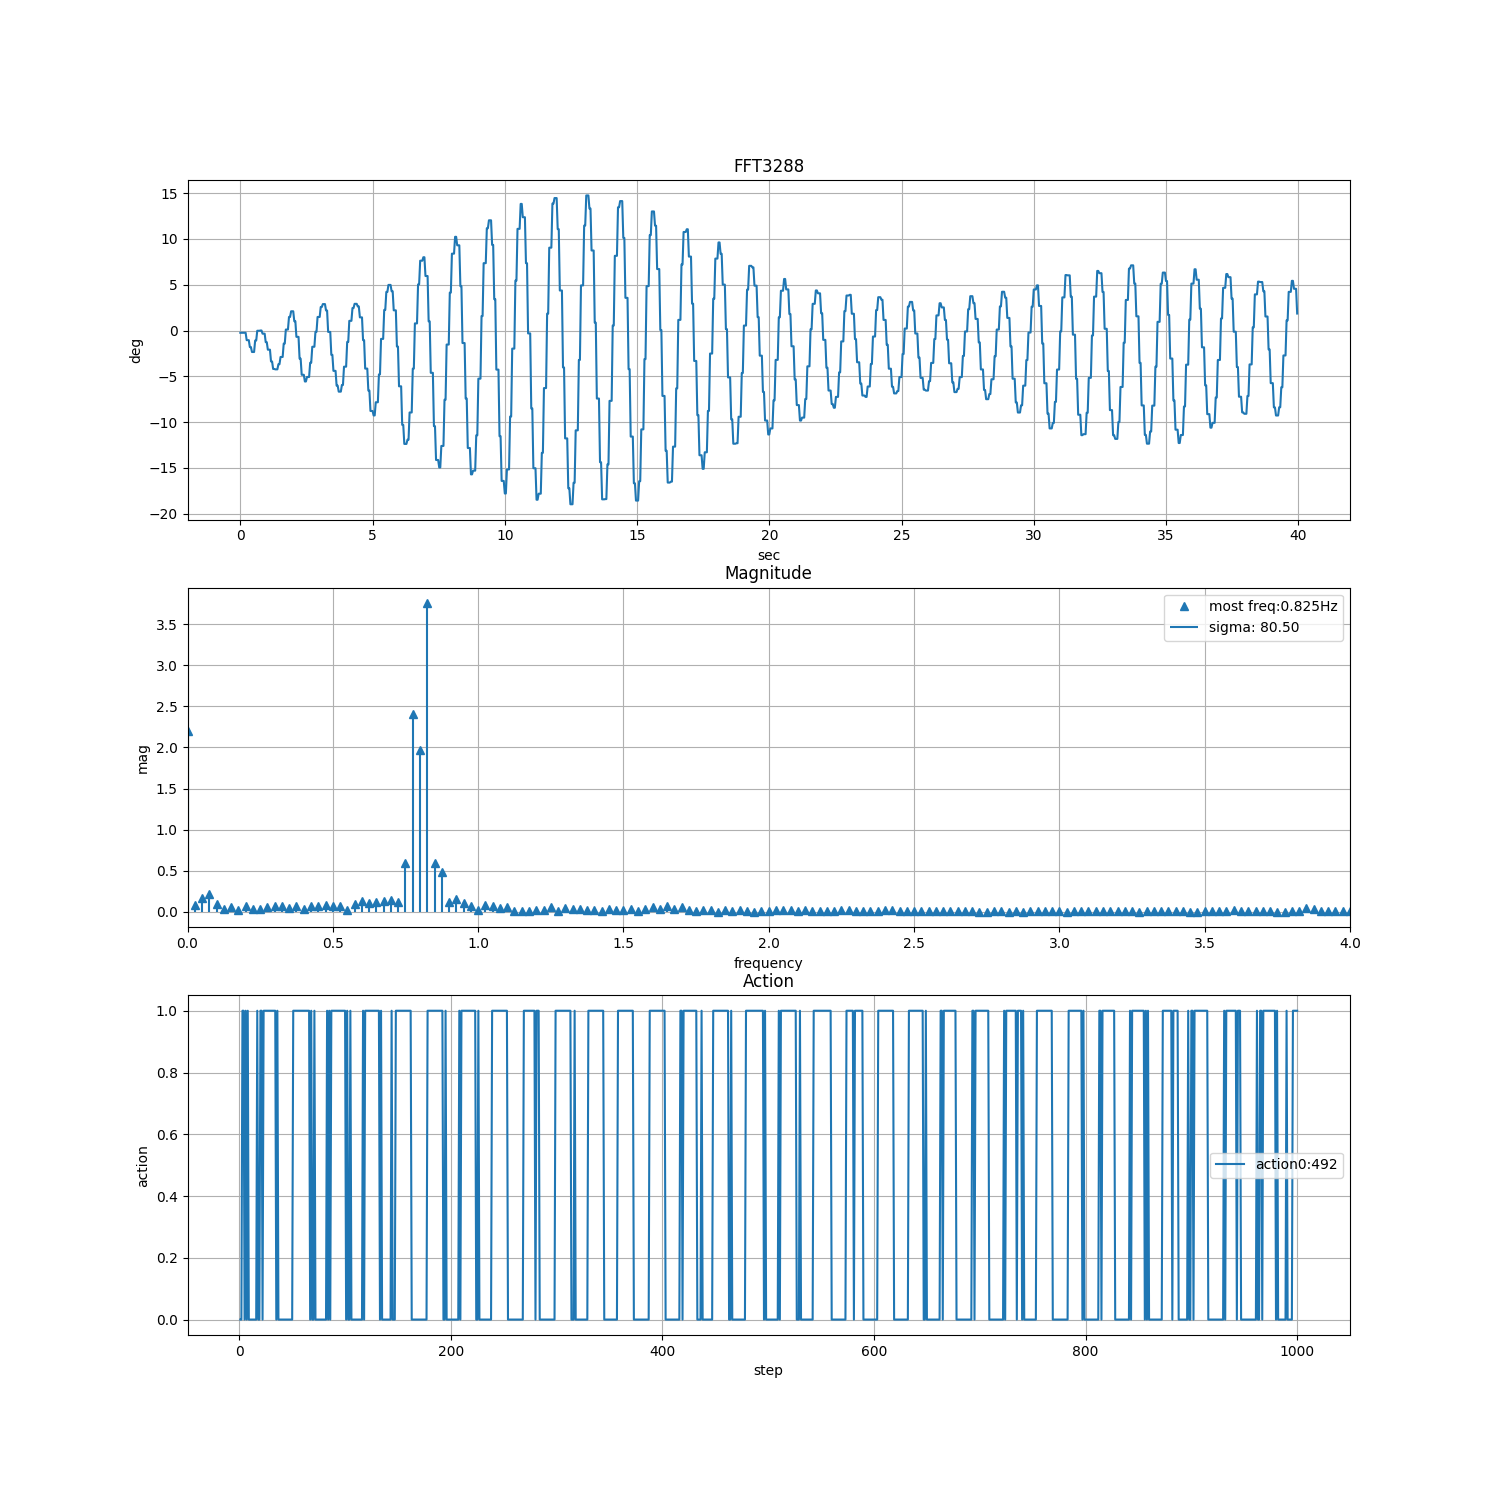 FFT3288
15
10
5
0
−5
−10
−15
−20
deg
0 5 10 15 20 25 30 35 40
sec
Magnitude
3.5
3.0
2.5
2.0
1.5
1.0
0.5
0.0
mag
most freq:0.825Hz
sigma: 80.50
0.0 0.5 1.0 1.5 2.0 2.5 3.0 3.5 4.0
frequency
Action
1.0
0.8
0.6
0.4
0.2
0.0
action
action0:492
0 200 400 600 800 1000
step